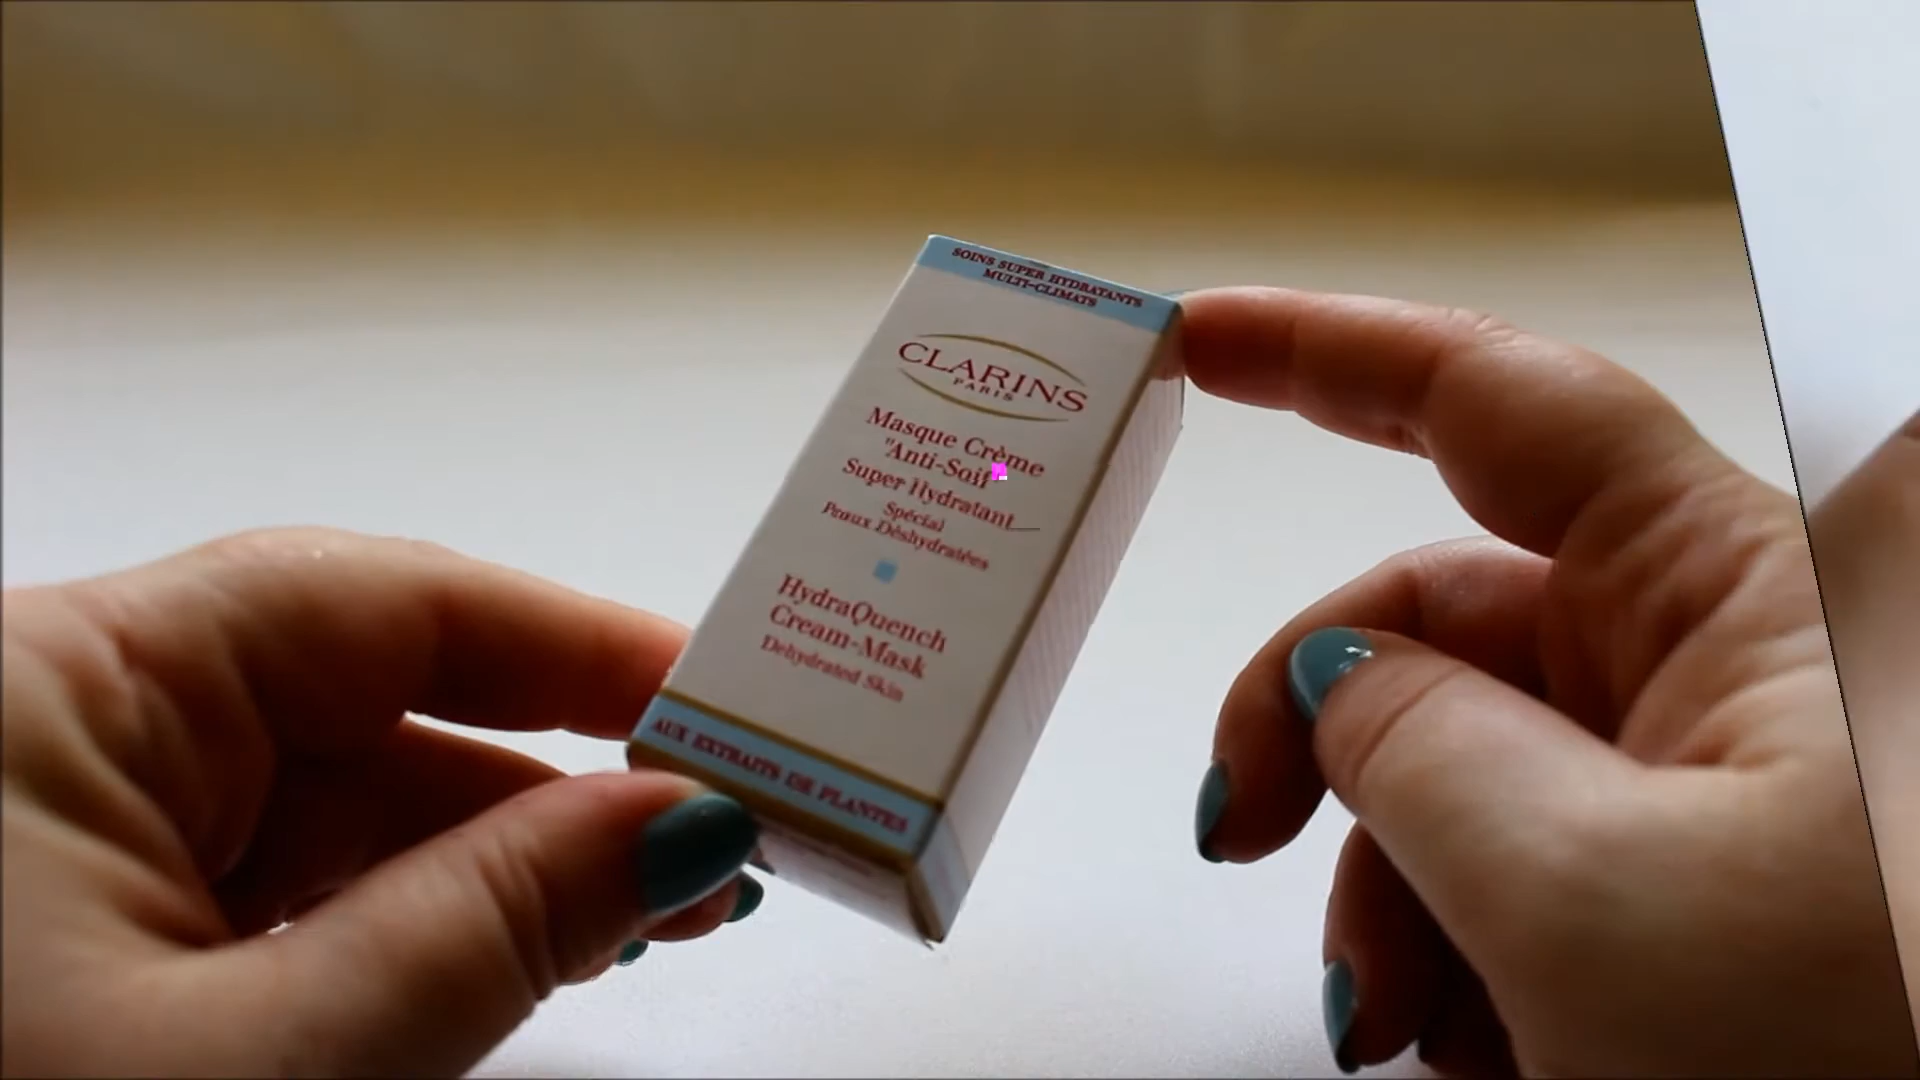 SOINS SUPER HYDRATANTS
MULTI-CLIMATS
CLARINS
PARIS
Masque Crème
"Anti-Soif"
Super Hydratant
Spécial
Peaux Déshydratées
HydraQuench
Cream-Mask
Dehydrated Skin
AUX EXTRAITS DE PLANTES